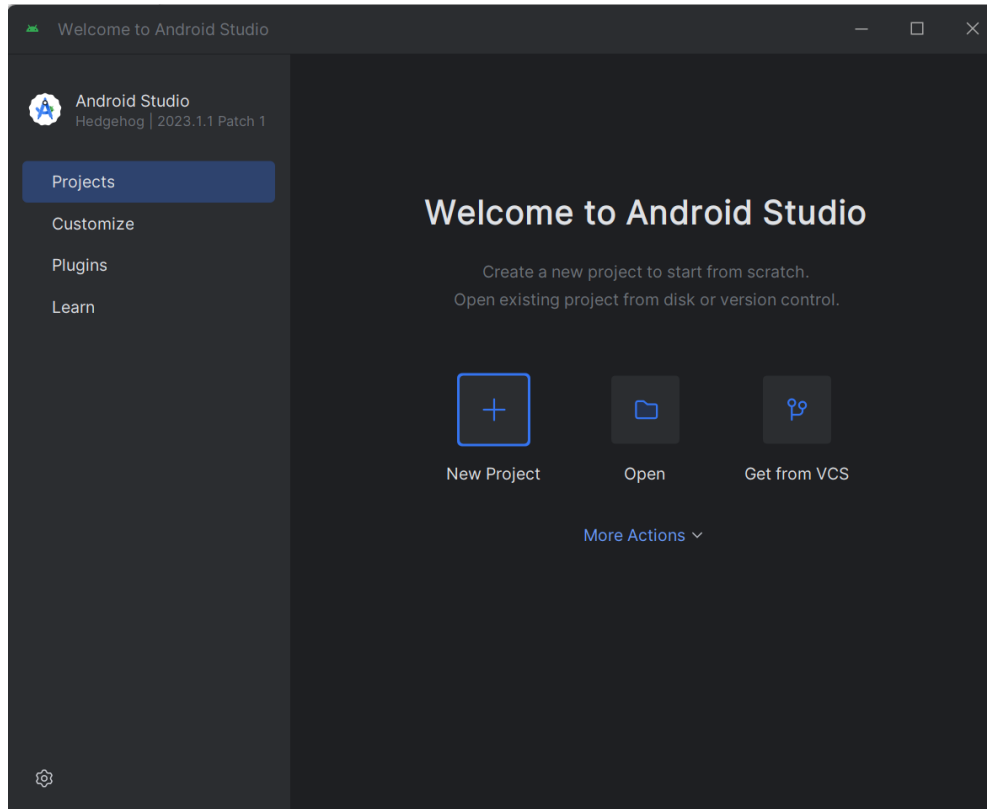 Welcome to Android Studio
Android Studio
Hedgehog | 2023.1.1 Patch 1
Projects
Customize
Plugins
Learn
Welcome to Android Studio
Create a new project to start from scratch.
Open existing project from disk or version control.
New Project
Open
Get from VCS
More Actions